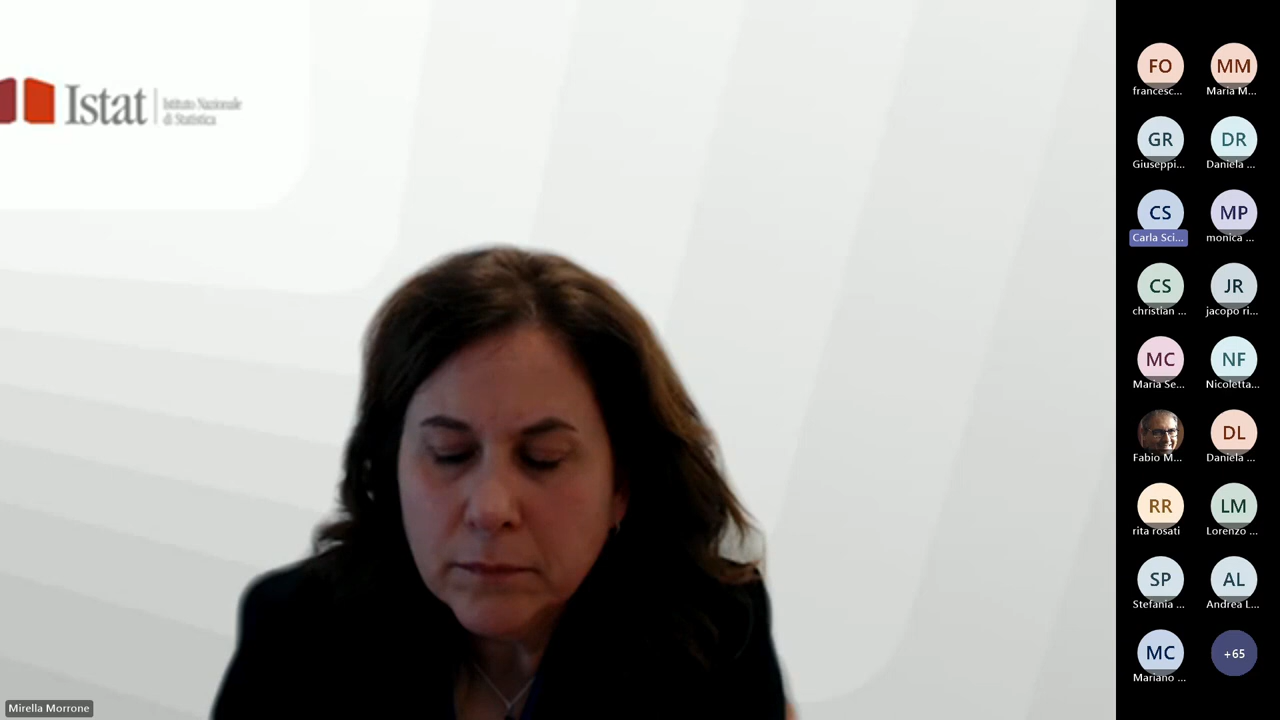 Istat
Istituto Nazionale
di Statistica
FO
francesc...
MM
Maria M...
GR
Giuseppi...
DR
Daniela ...
CS
Carla Sci...
MP
monica ...
CS
christian ...
JR
jacopo ri...
MC
Maria Se...
NF
Nicoletta...
Fabio M...
DL
Daniela ...
RR
rita rosati
LM
Lorenzo ...
SP
Stefania ...
AL
Andrea L...
MC
Mariano ...
+65
Mirella Morrone